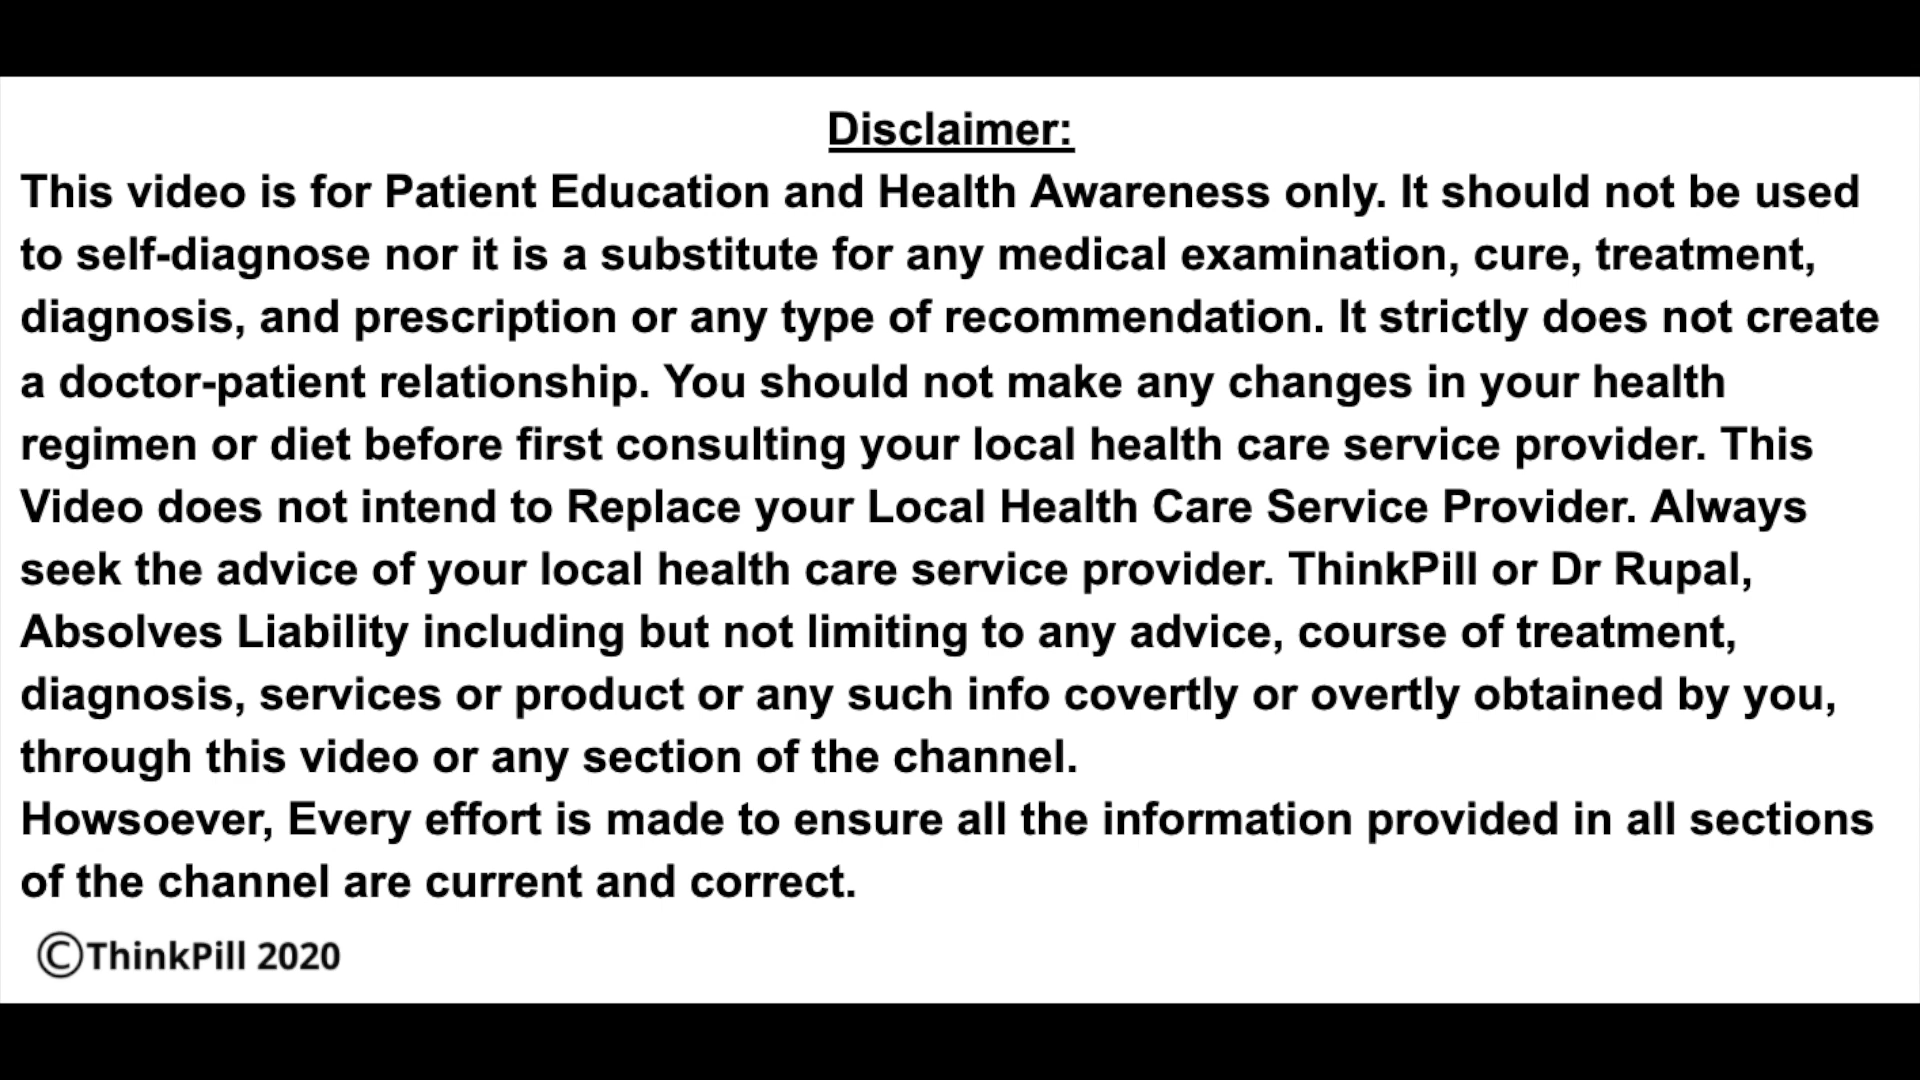 Disclaimer:
This video is for Patient Education and Health Awareness only. It should not be used
to self-diagnose nor it is a substitute for any medical examination, cure, treatment,
diagnosis, and prescription or any type of recommendation. It strictly does not create
a doctor-patient relationship. You should not make any changes in your health
regimen or diet before first consulting your local health care service provider. This
Video does not intend to Replace your Local Health Care Service Provider. Always
seek the advice of your local health care service provider. ThinkPill or Dr Rupal,
Absolves Liability including but not limiting to any advice, course of treatment,
diagnosis, services or product or any such info covertly or overtly obtained by you,
through this video or any section of the channel.
Howsoever, Every effort is made to ensure all the information provided in all sections
of the channel are current and correct.
©ThinkPill 2020